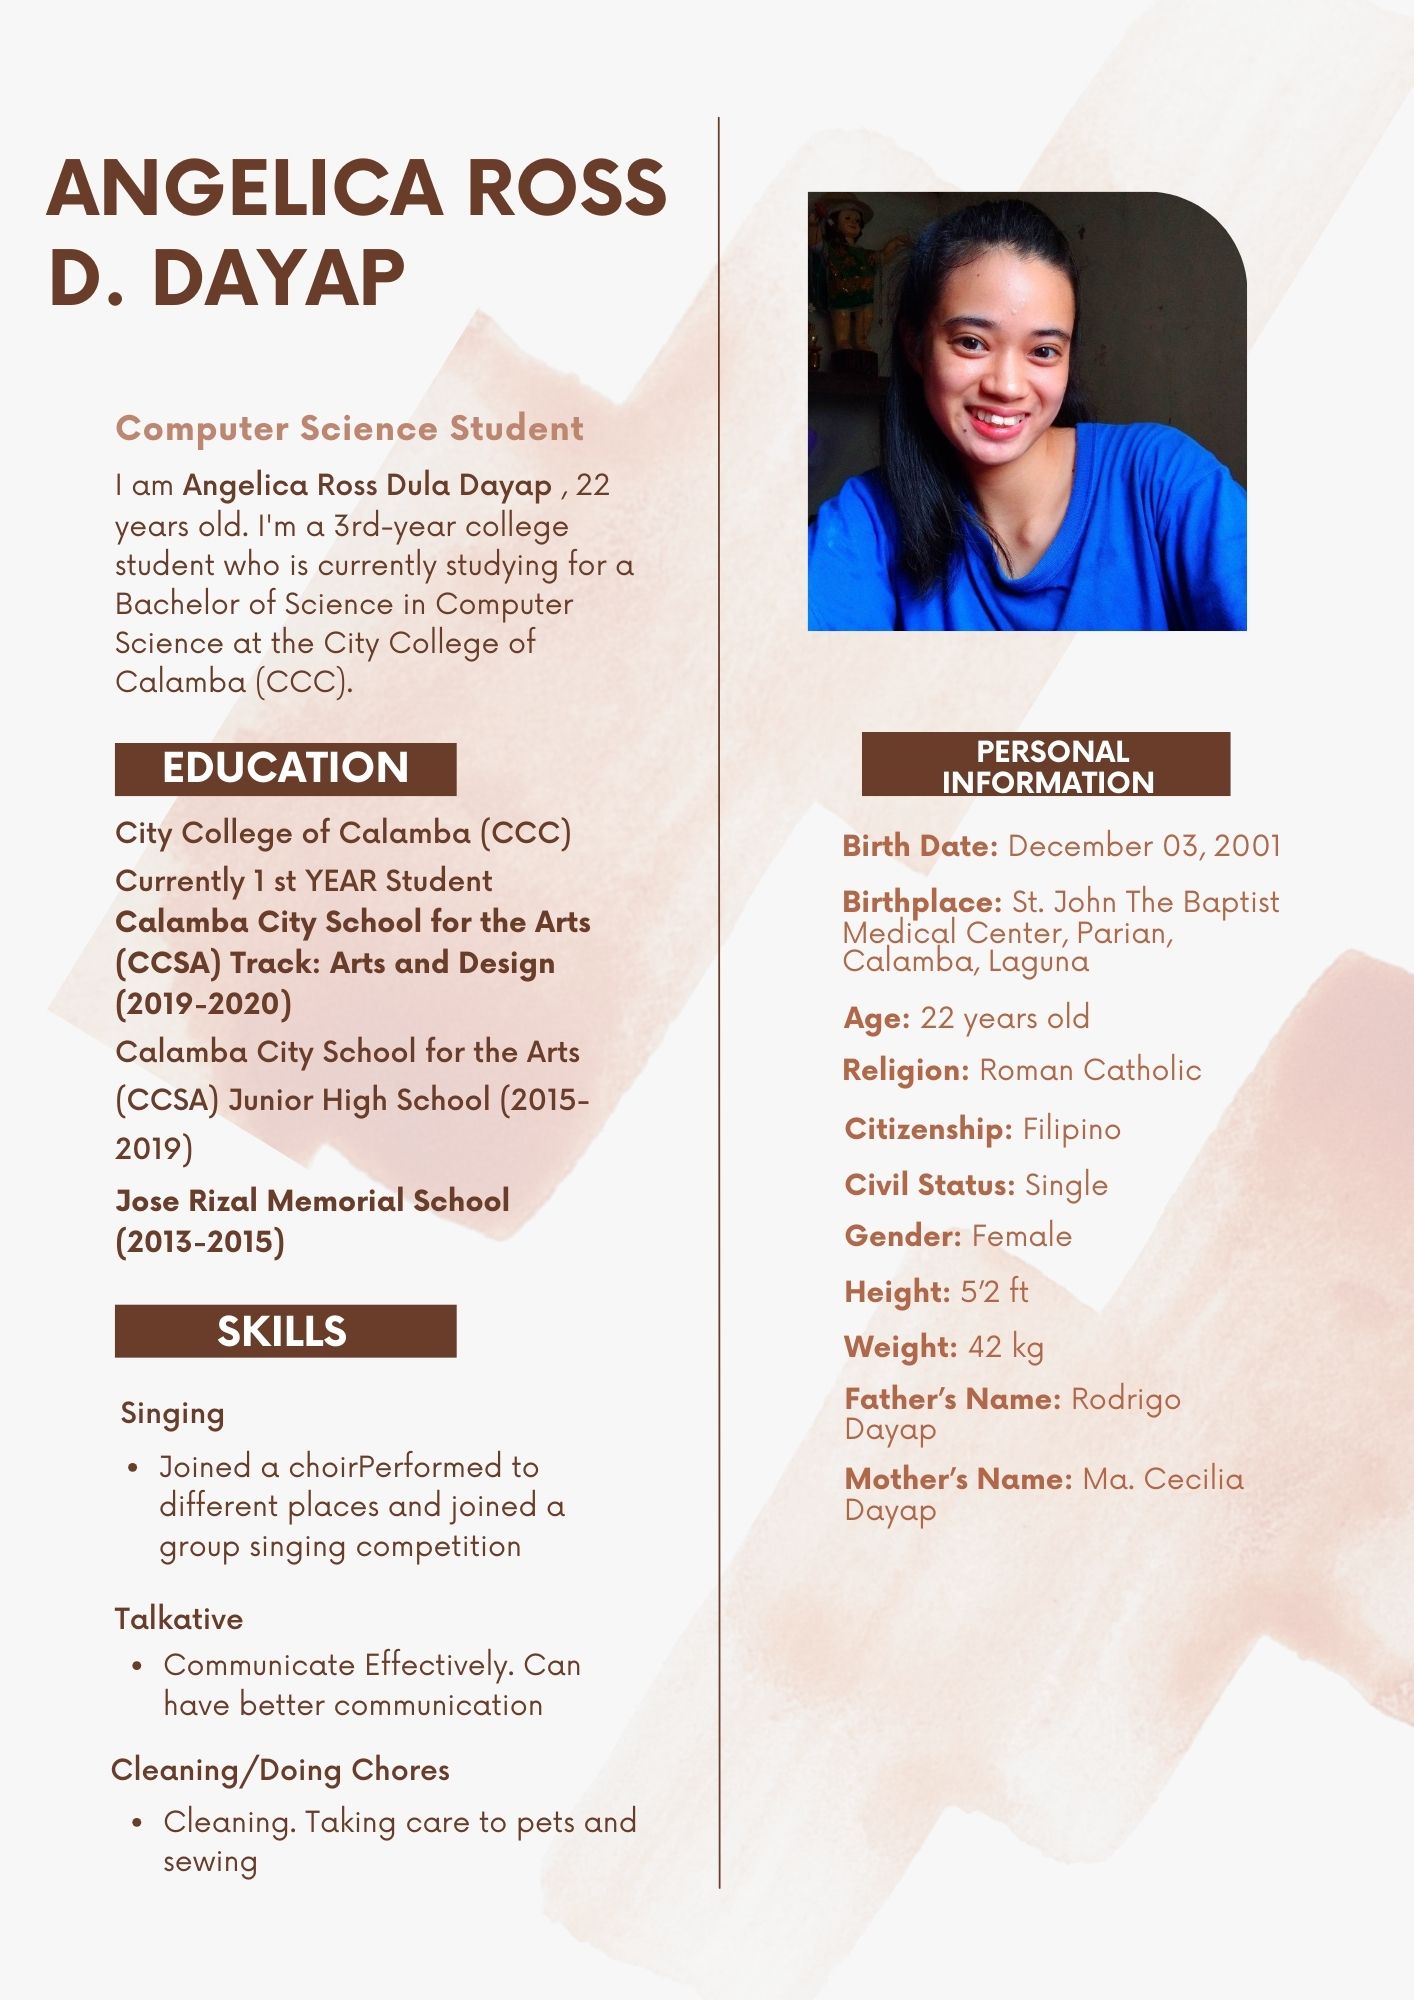 ANGELICA ROSS
D. DAYAP
Computer Science Student
I am Angelica Ross Dula Dayap , 22
years old. I'm a 3rd-year college
student who is currently studying for a
Bachelor of Science in Computer
Science at the City College of
Calamba (CCC).
EDUCATION
City College of Calamba (CCC)
Currently 1 st YEAR Student
Calamba City School for the Arts
(CCSA) Track: Arts and Design
(2019-2020)
Calamba City School for the Arts
(CCSA) Junior High School (2015-
2019)
Jose Rizal Memorial School
(2013-2015)
SKILLS
Singing
• Joined a choirPerformed to
different places and joined a
group singing competition
Talkative
• Communicate Effectively. Can
have better communication
Cleaning/Doing Chores
• Cleaning. Taking care to pets and
sewing
PERSONAL
INFORMATION
Birth Date: December 03, 2001
Birthplace: St. John The Baptist
Medical Center, Parian,
Calamba, Laguna
Age: 22 years old
Religion: Roman Catholic
Citizenship: Filipino
Civil Status: Single
Gender: Female
Height: 5’2 ft
Weight: 42 kg
Father’s Name: Rodrigo
Dayap
Mother’s Name: Ma. Cecilia
Dayap